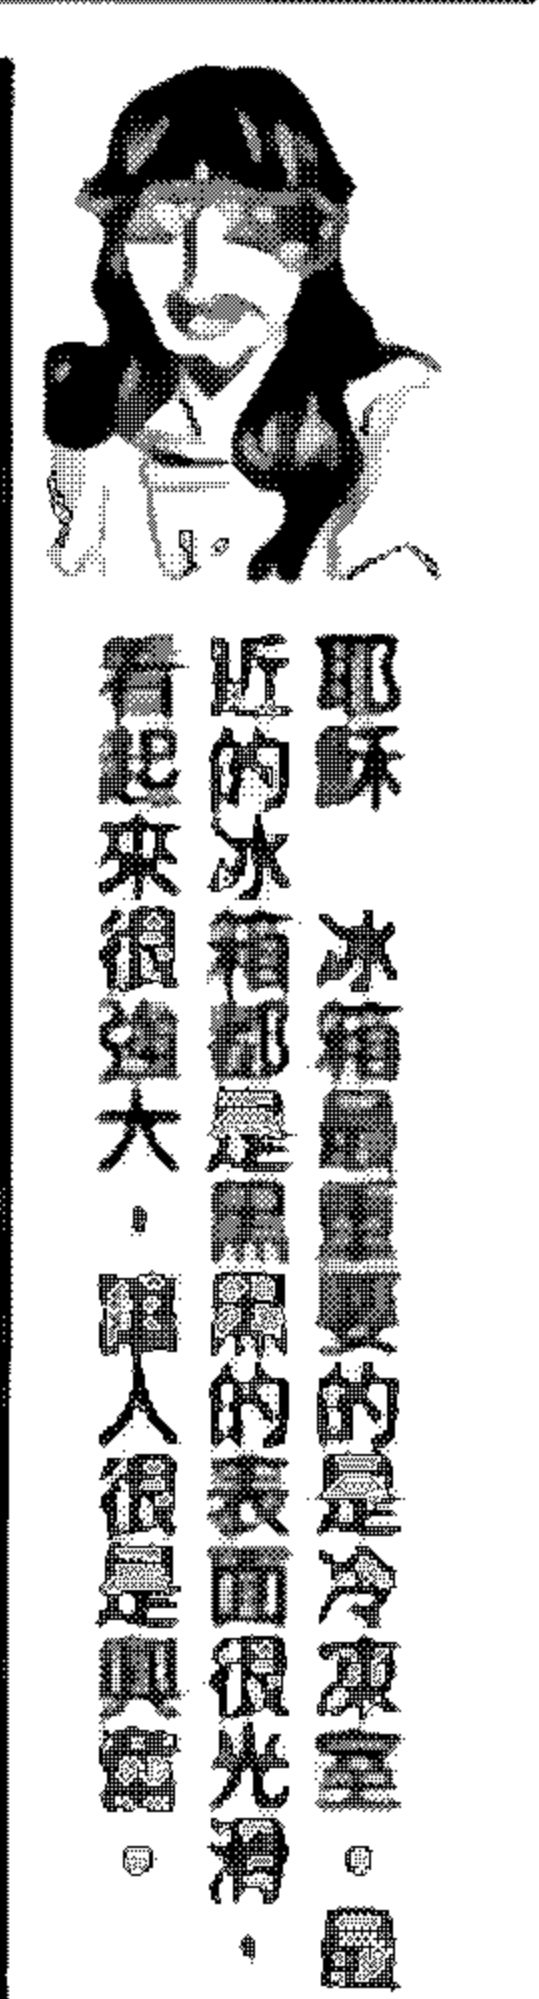 耶穌　冰箱最重要的是冷凍室。最
近的冰箱都是黑黑的表面很光滑，
看起來很強大，讓人很是興奮。